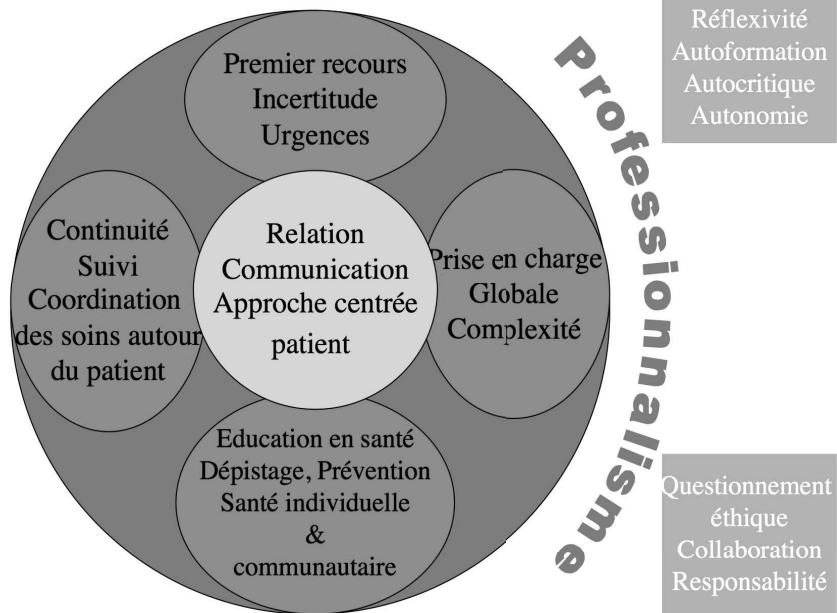 Premier recours
Incertitude
Urgences
Continuité
Suivi
Coordination
des soins autour
du patient
Relation
Communication
Approche centrée
patient
Prise en charge
Globale
Complexité
Education en santé
Dépistage, Prévention
Santé individuelle
&
communautaire
Professionnalisme
Réflexivité
Autoformation
Autocritique
Autonomie
Questionnement
éthique
Collaboration
Responsabilité